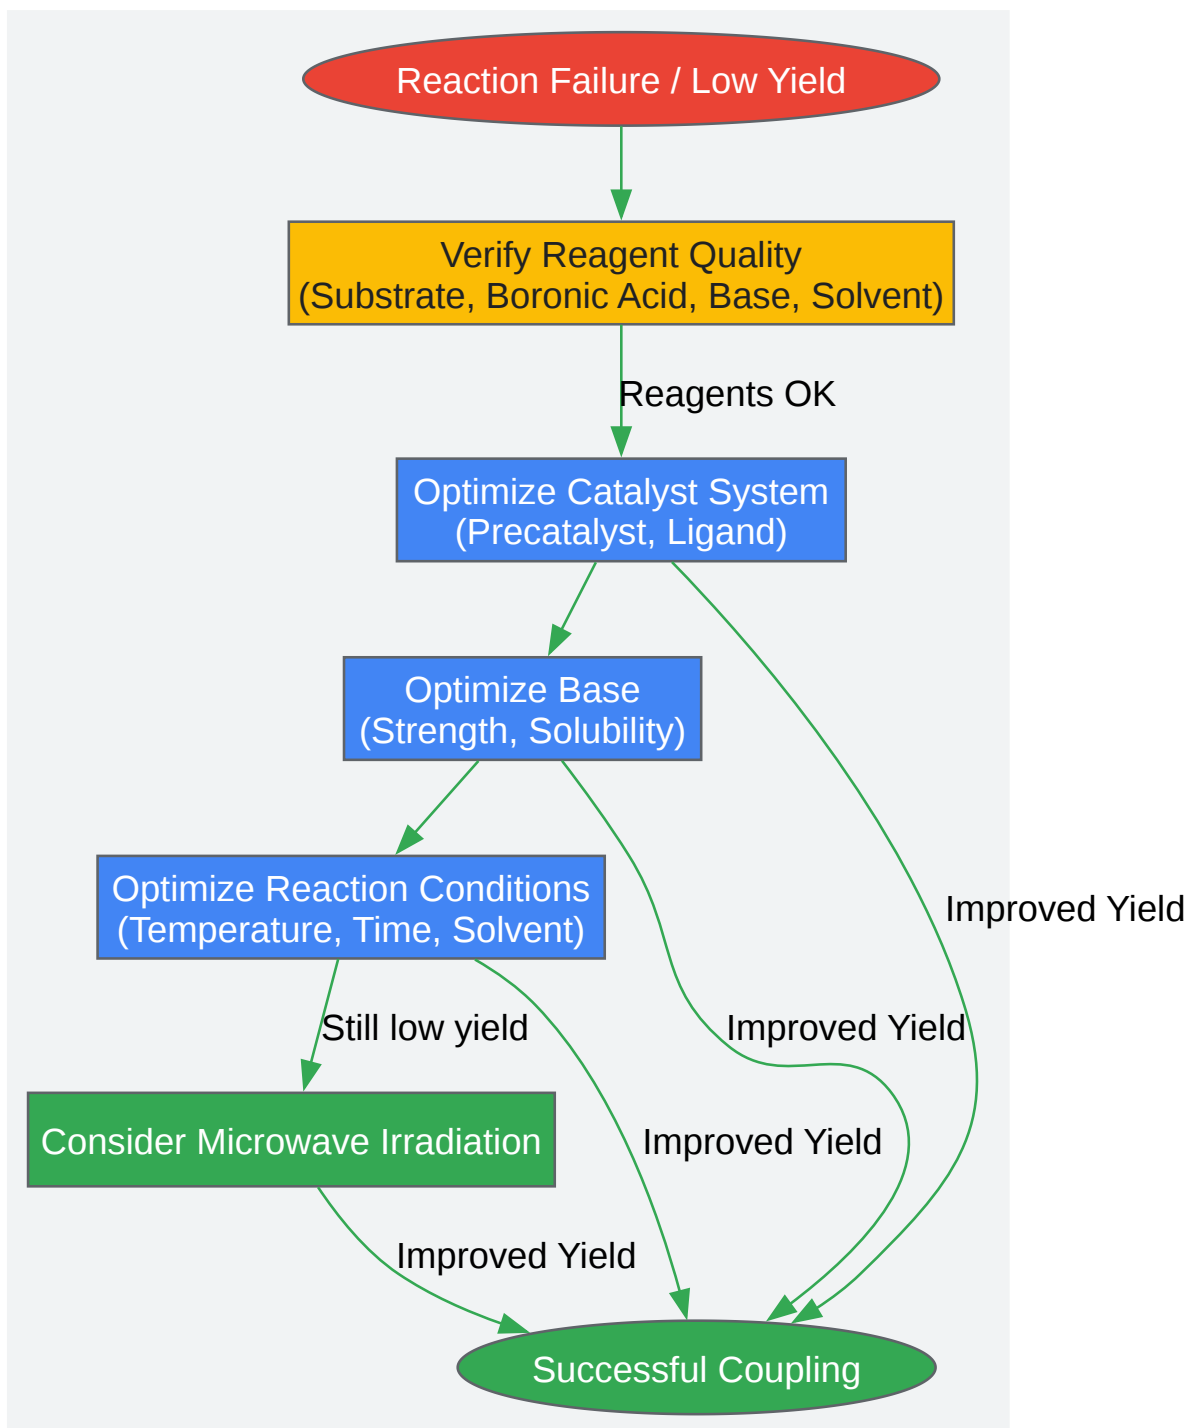 Reaction Failure / Low Yield
Verify Reagent Quality
(Substrate, Boronic Acid, Base, Solvent)
Reagents OK
Optimize Catalyst System
(Precatalyst, Ligand)
Optimize Base
(Strength, Solubility)
Optimize Reaction Conditions
(Temperature, Time, Solvent)
Improved Yield
Still low yield
Improved Yield
Consider Microwave Irradiation
Improved Yield
Improved Yield
Successful Coupling